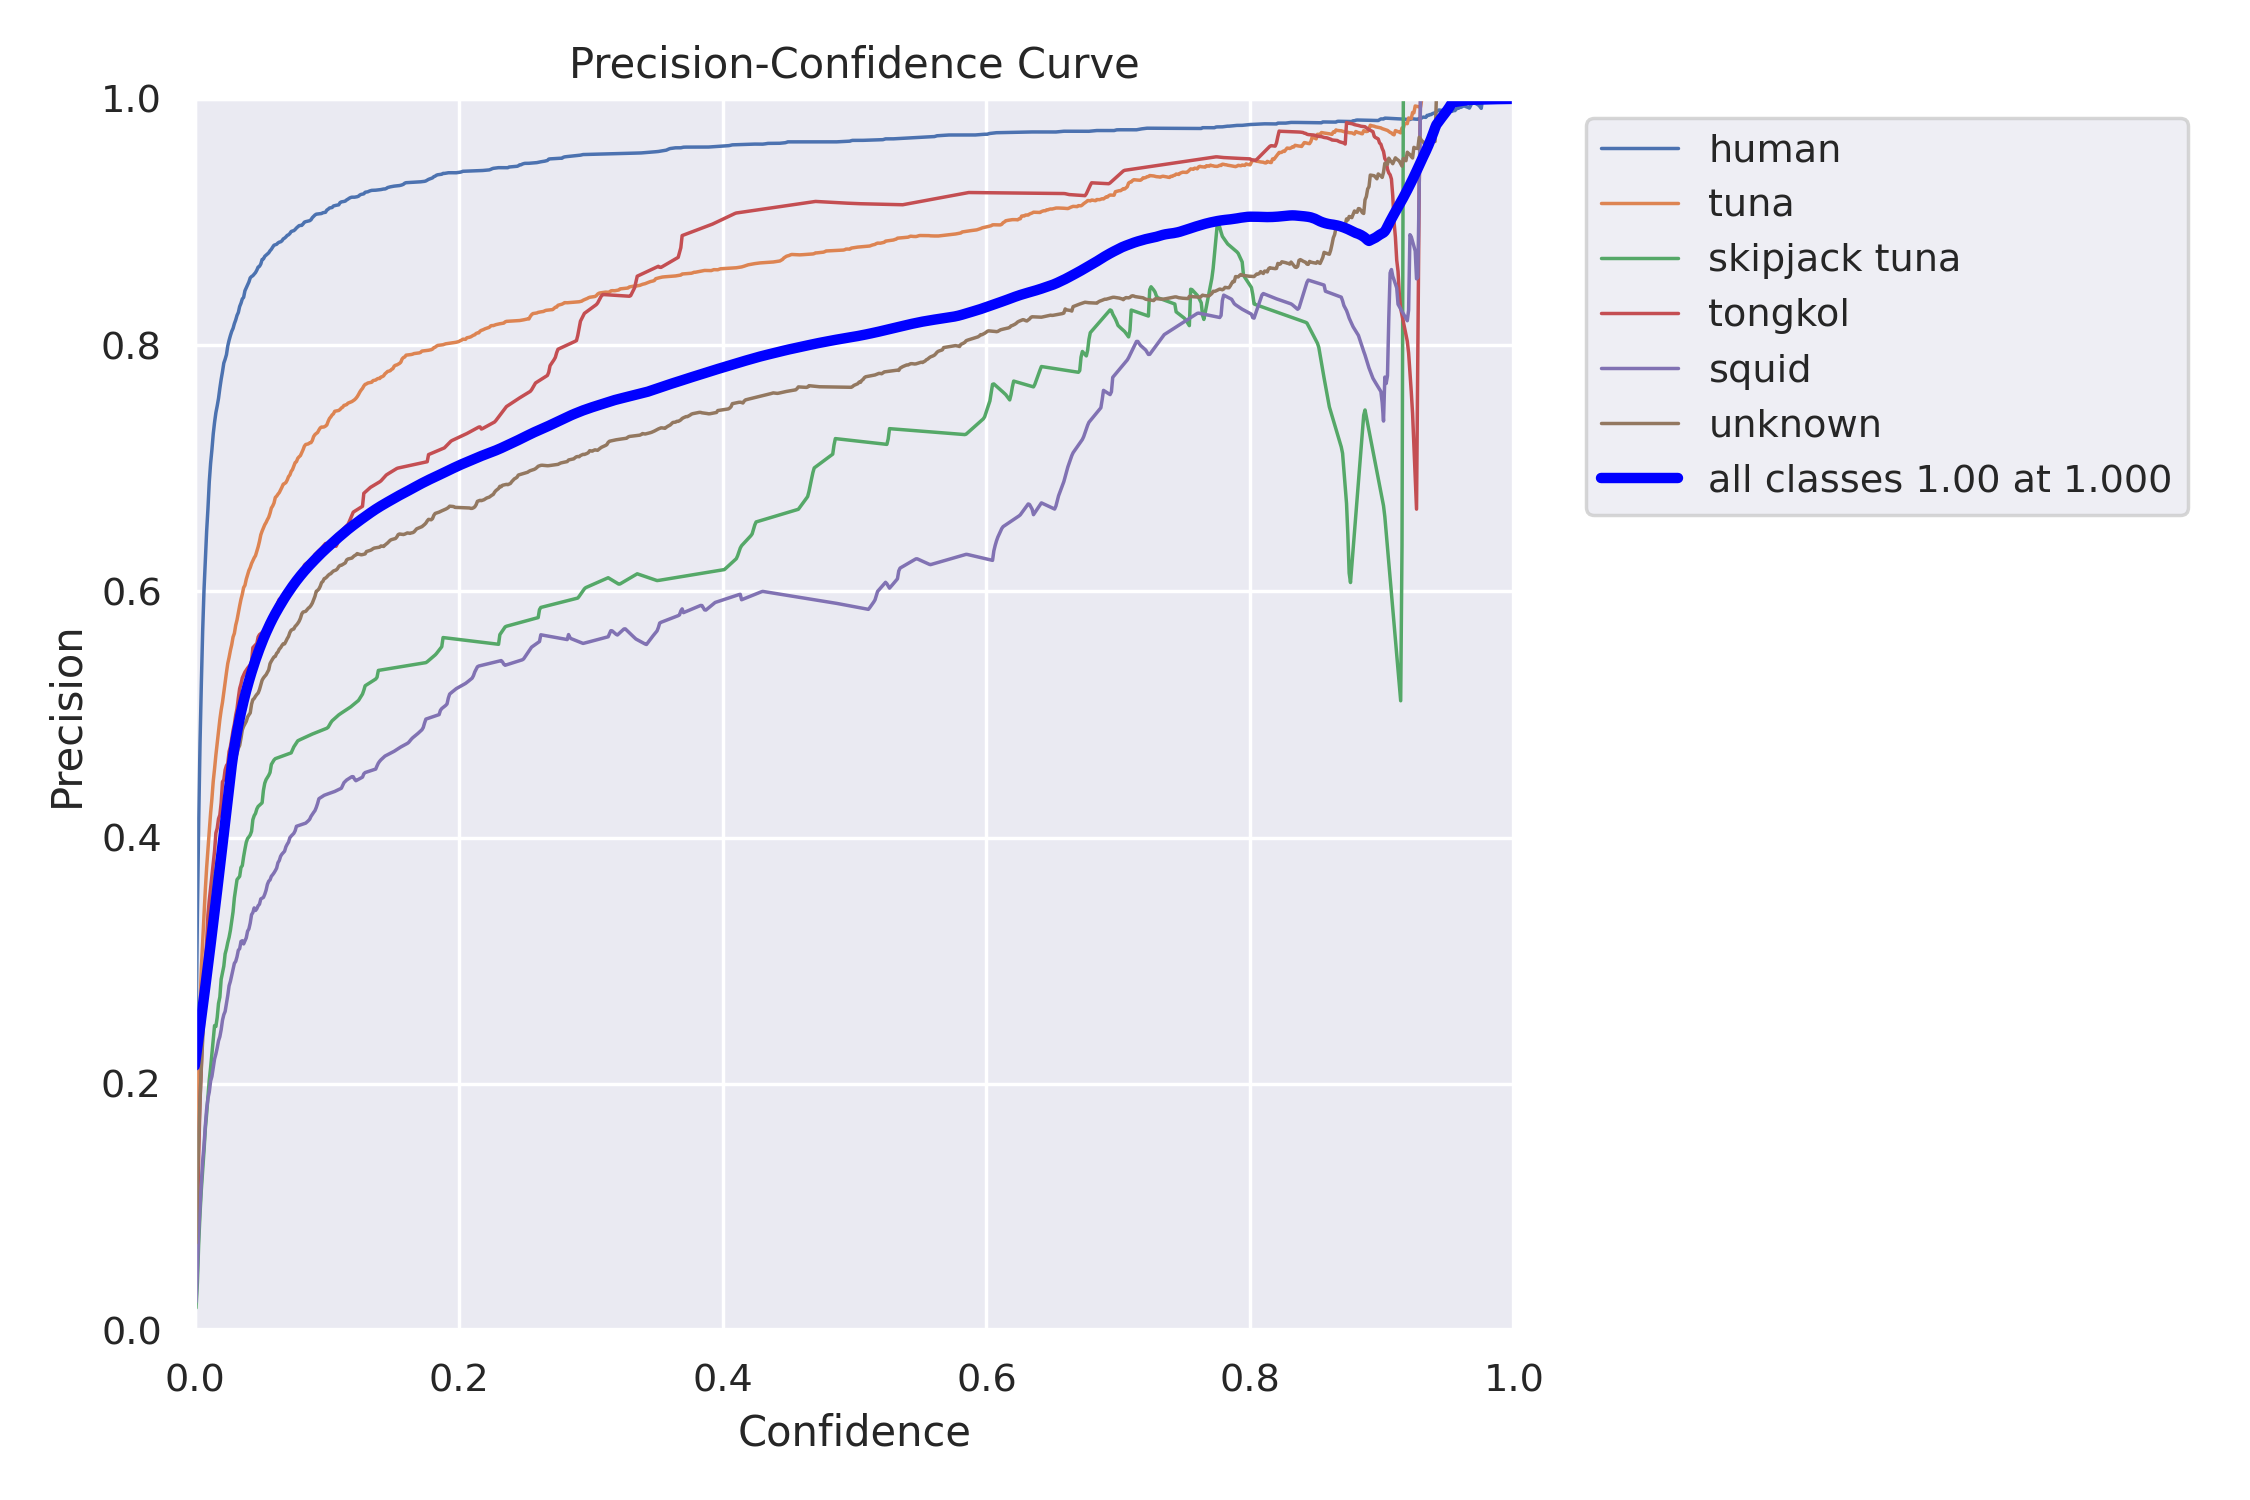 Precision-Confidence Curve
1.0
0.8
0.6
0.4
0.2
0.0
Precision
0.0 0.2 0.4 0.6 0.8 1.0
Confidence
human
tuna
skipjack tuna
tongkol
squid
unknown
all classes 1.00 at 1.000